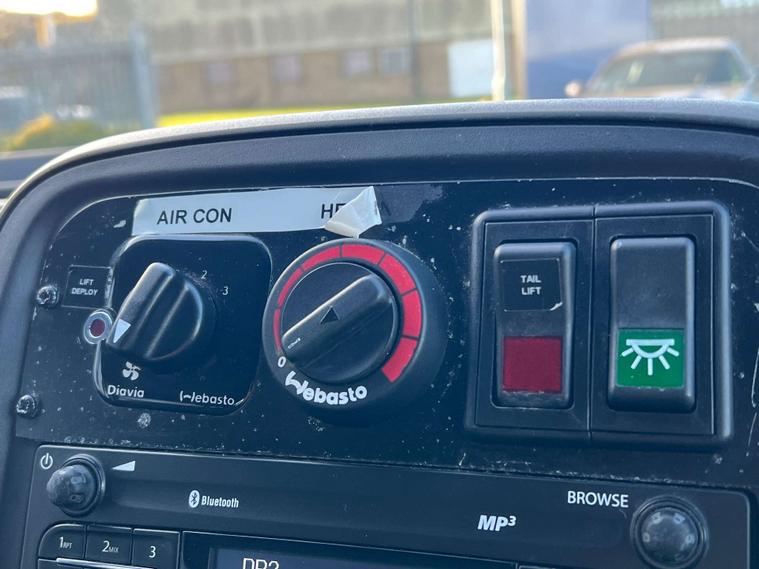 AIR CON
HE
LIFT
DEPLOY
2
3
Diavia
Webasto
0
Webasto
TAIL
LIFT
Bluetooth
MP3
BROWSE
1RPT
2MIX
3